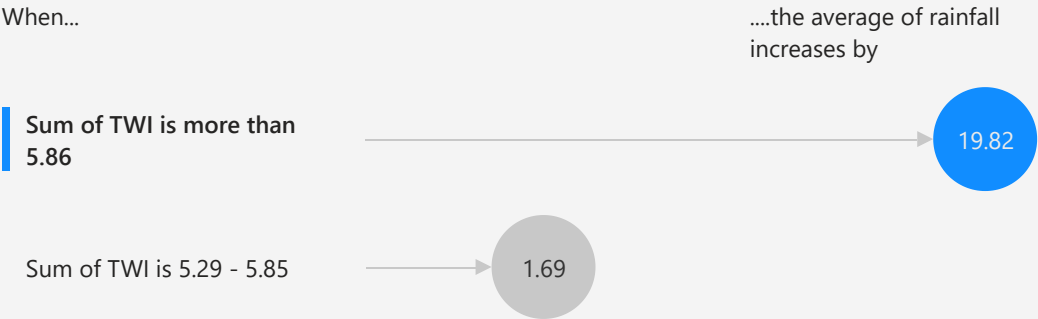 When...
....the average of rainfall
increases by
Sum of TWI is more than
5.86
19.82
Sum of TWI is 5.29 - 5.85
1.69